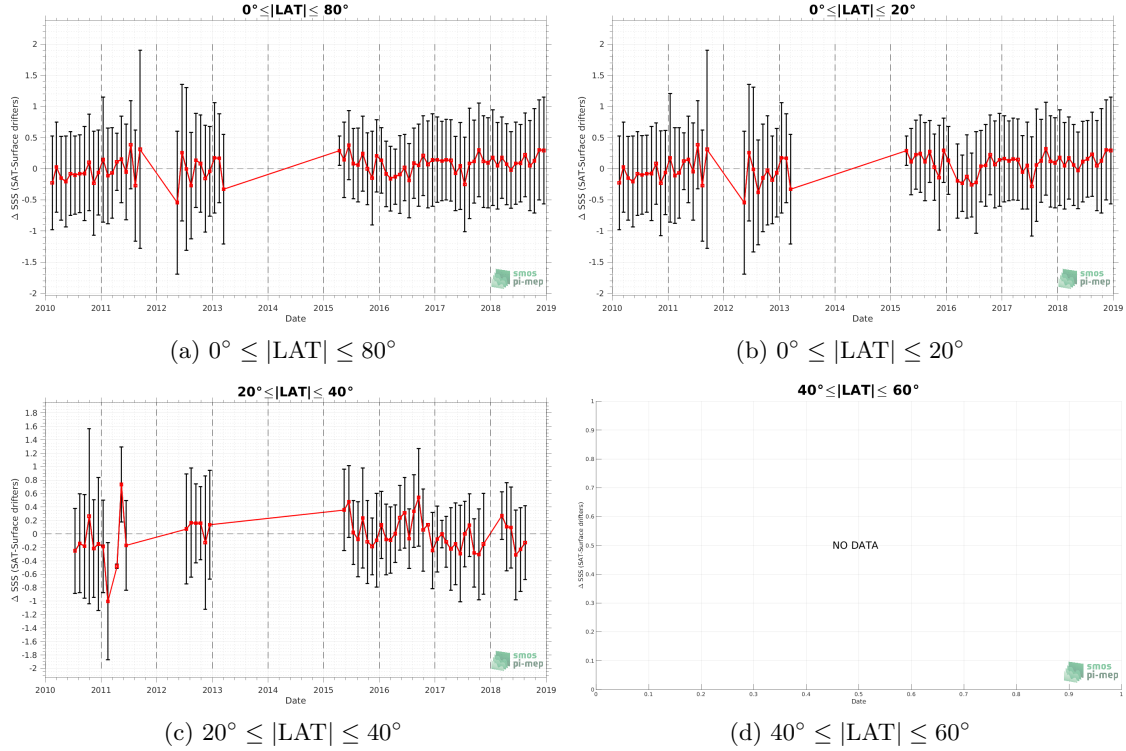 0°≤|LAT|≤ 80°
Δ SSS (SAT-Surface drifters)
2
1.5
1
0.5
0
-0.5
-1
-1.5
-2
2010 2011 2012 2013 2014 2015 2016 2017 2018 2019
Date
smos
pi-mep
(a) 0° ≤ |LAT| ≤ 80°
0°≤|LAT|≤ 20°
Δ SSS (SAT-Surface drifters)
2
1.5
1
0.5
0
-0.5
-1
-1.5
-2
2010 2011 2012 2013 2014 2015 2016 2017 2018 2019
Date
smos
pi-mep
(b) 0° ≤ |LAT| ≤ 20°
20°≤|LAT|≤ 40°
Δ SSS (SAT-Surface drifters)
1.8
1.6
1.4
1.2
1
0.8
0.6
0.4
0.2
0
-0.2
-0.4
-0.6
-0.8
-1
-1.2
-1.4
-1.6
-1.8
-2
2010 2011 2012 2013 2014 2015 2016 2017 2018 2019
Date
smos
pi-mep
(c) 20° ≤ |LAT| ≤ 40°
40°≤|LAT|≤ 60°
Δ SSS (SAT-Surface drifters)
1
0.9
0.8
0.7
0.6
0.5
0.4
0.3
0.2
0.1
0
NO DATA
0 0.1 0.2 0.3 0.4 0.5 0.6 0.7 0.8 0.9 1
Date
smos
pi-mep
(d) 40° ≤ |LAT| ≤ 60°